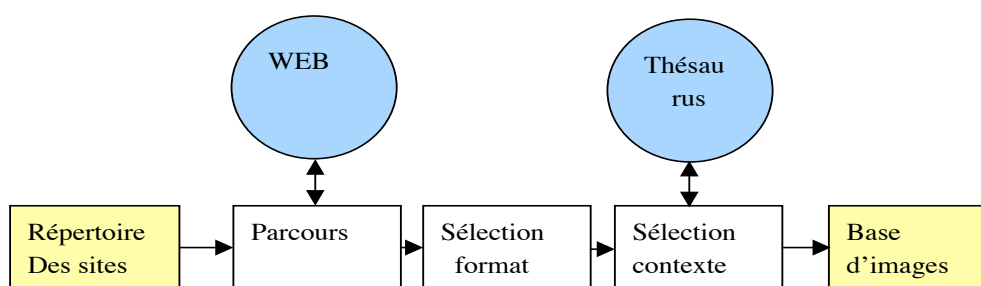 WEB
Thésau
rus
Répertoire
Des sites
Parcours
Sélection
format
Sélection
contexte
Base
d’images